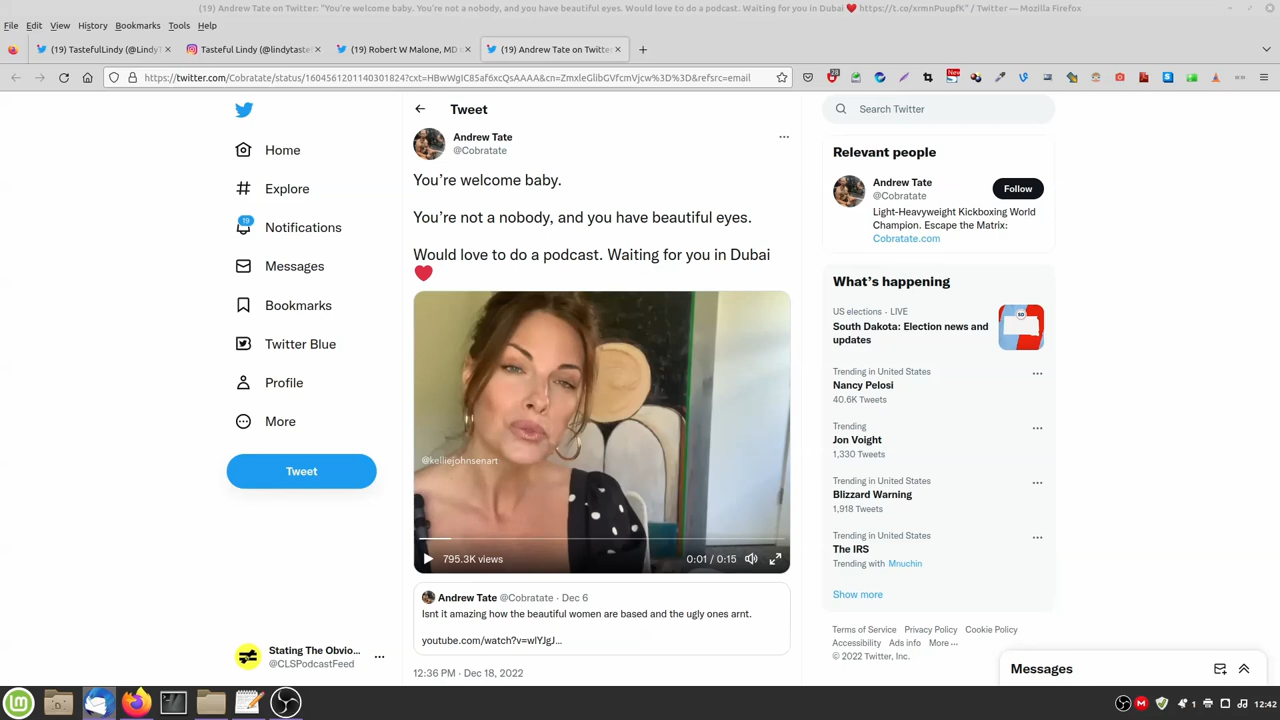 (19) Andrew Tate on Twitter: "You're welcome baby. You're not a nobody, and you have beautiful eyes. Would love to do a podcast. Waiting for you in Dubai ❤️ https://t.co/xrmnPuupfK" / Twitter — Mozilla Firefox
File Edit View History Bookmarks Tools Help
(19) TastefulLindy (@LindyT
Tasteful Lindy (@lindytaste
(19) Robert W Malone, MD
(19) Andrew Tate on Twitte
https://twitter.com/Cobratate/status/1604561201140301824?cxt=HBwWgIC85af6xcQsAAAA&cn=ZmxleGlibGVfcmVjcw%3D%3D&refsrc=email
28
New
Tweet
Search Twitter
Home
Explore
19
Notifications
Messages
Bookmarks
Twitter Blue
Profile
More
Tweet
Stating The Obvio...
@CLSPodcastFeed
Andrew Tate
@Cobratate
You're welcome baby.
You're not a nobody, and you have beautiful eyes.
Would love to do a podcast. Waiting for you in Dubai
❤️
@kelliejohnsenart
795.3K views
0:01 / 0:15
Andrew Tate @Cobratate · Dec 6
Isnt it amazing how the beautiful women are based and the ugly ones arnt.
youtube.com/watch?v=wlYJgJ...
12:36 PM · Dec 18, 2022
Relevant people
Andrew Tate
@Cobratate
Follow
Light-Heavyweight Kickboxing World
Champion. Escape the Matrix:
Cobratate.com
What's happening
US elections · LIVE
South Dakota: Election news and
updates
SD
Trending in United States
Nancy Pelosi
40.6K Tweets
Trending
Jon Voight
1,330 Tweets
Trending in United States
Blizzard Warning
1,918 Tweets
Trending in United States
The IRS
Trending with Mnuchin
Show more
Terms of Service Privacy Policy Cookie Policy
Accessibility Ads info More ...
© 2022 Twitter, Inc.
Messages
1
12:42